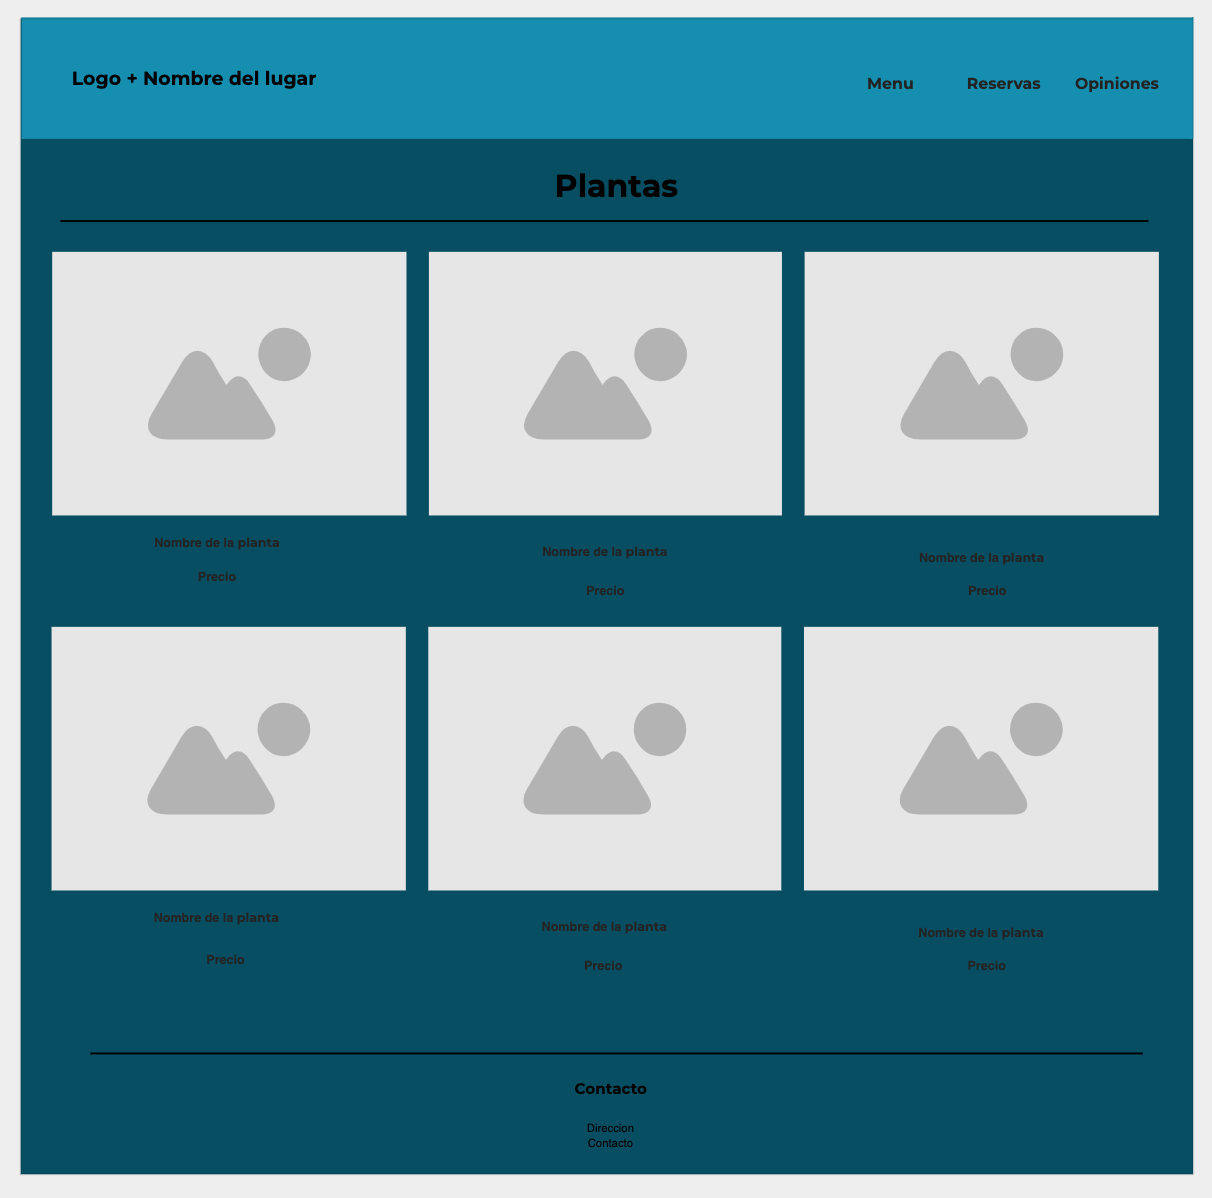 Logo + Nombre del lugar
Menu
Reservas
Opiniones
Plantas
Nombre de la planta
Precio
Nombre de la planta
Precio
Nombre de la planta
Precio
Nombre de la planta
Precio
Nombre de la planta
Precio
Nombre de la planta
Precio
Contacto
Direccion
Contacto